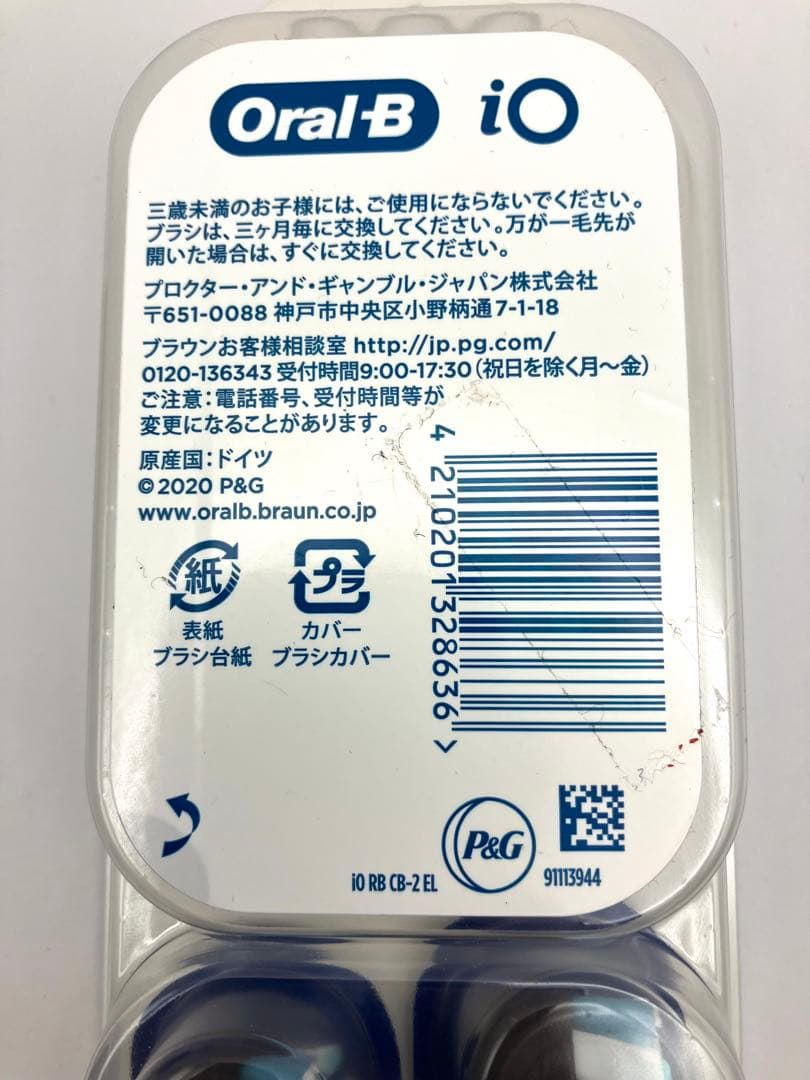 Oral-B iO
三歳未満のお子様には、ご使用にならないでください。
ブラシは、三ヶ月毎に交換してください。万が一毛先が
開いた場合は、すぐに交換してください。
プロクター・アンド・ギャンブル・ジャパン株式会社
〒651-0088 神戸市中央区小野柄通7-1-18
ブラウンお客様相談室 http://jp.pg.com/
0120-136343 受付時間9:00-17:30(祝日を除く月〜金)
ご注意：電話番号、受付時間等が
変更になることがあります。
原産国：ドイツ
©2020 P&G
www.oralb.braun.co.jp
4 210201 328636 >
紙 プラ
表紙 カバー
ブラシ台紙 ブラシカバー
P&G
iO RB CB-2 EL 91113944